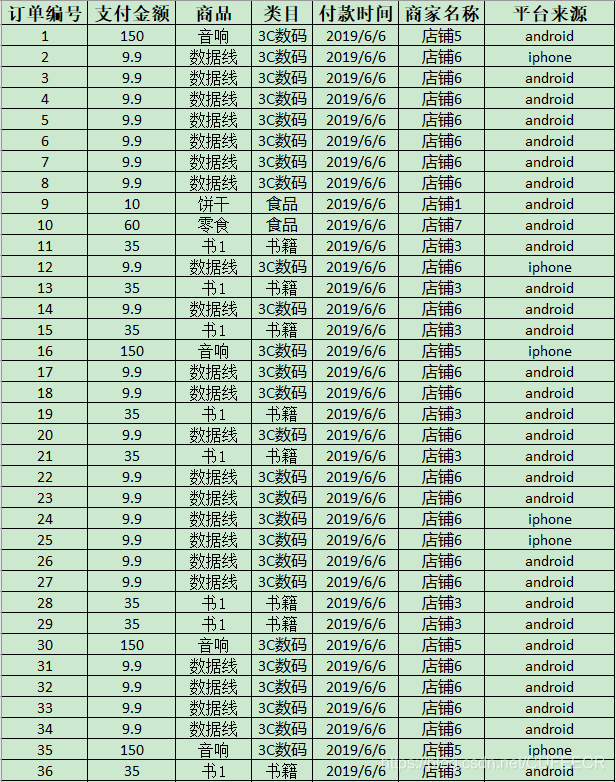 订单编号 支付金额 商品 类目 付款时间 商家名称 平台来源
1 150 音响 3C数码 2019/6/6 店铺5 android
2 9.9 数据线 3C数码 2019/6/6 店铺6 iphone
3 9.9 数据线 3C数码 2019/6/6 店铺6 android
4 9.9 数据线 3C数码 2019/6/6 店铺6 android
5 9.9 数据线 3C数码 2019/6/6 店铺6 android
6 9.9 数据线 3C数码 2019/6/6 店铺6 android
7 9.9 数据线 3C数码 2019/6/6 店铺6 android
8 9.9 数据线 3C数码 2019/6/6 店铺6 android
9 10 饼干 食品 2019/6/6 店铺1 android
10 60 零食 食品 2019/6/6 店铺7 android
11 35 书1 书籍 2019/6/6 店铺3 android
12 9.9 数据线 3C数码 2019/6/6 店铺6 iphone
13 35 书1 书籍 2019/6/6 店铺3 android
14 9.9 数据线 3C数码 2019/6/6 店铺6 android
15 35 书1 书籍 2019/6/6 店铺3 android
16 150 音响 3C数码 2019/6/6 店铺5 iphone
17 9.9 数据线 3C数码 2019/6/6 店铺6 android
18 9.9 数据线 3C数码 2019/6/6 店铺6 android
19 35 书1 书籍 2019/6/6 店铺3 android
20 9.9 数据线 3C数码 2019/6/6 店铺6 android
21 35 书1 书籍 2019/6/6 店铺3 android
22 9.9 数据线 3C数码 2019/6/6 店铺6 android
23 9.9 数据线 3C数码 2019/6/6 店铺6 android
24 9.9 数据线 3C数码 2019/6/6 店铺6 iphone
25 9.9 数据线 3C数码 2019/6/6 店铺6 iphone
26 9.9 数据线 3C数码 2019/6/6 店铺6 android
27 9.9 数据线 3C数码 2019/6/6 店铺6 android
28 35 书1 书籍 2019/6/6 店铺3 android
29 35 书1 书籍 2019/6/6 店铺3 android
30 150 音响 3C数码 2019/6/6 店铺5 android
31 9.9 数据线 3C数码 2019/6/6 店铺6 android
32 9.9 数据线 3C数码 2019/6/6 店铺6 android
33 9.9 数据线 3C数码 2019/6/6 店铺6 android
34 9.9 数据线 3C数码 2019/6/6 店铺6 android
35 150 音响 3C数码 2019/6/6 店铺5 iphone
36 35 书1 书籍 2019/6/6 店铺3 android